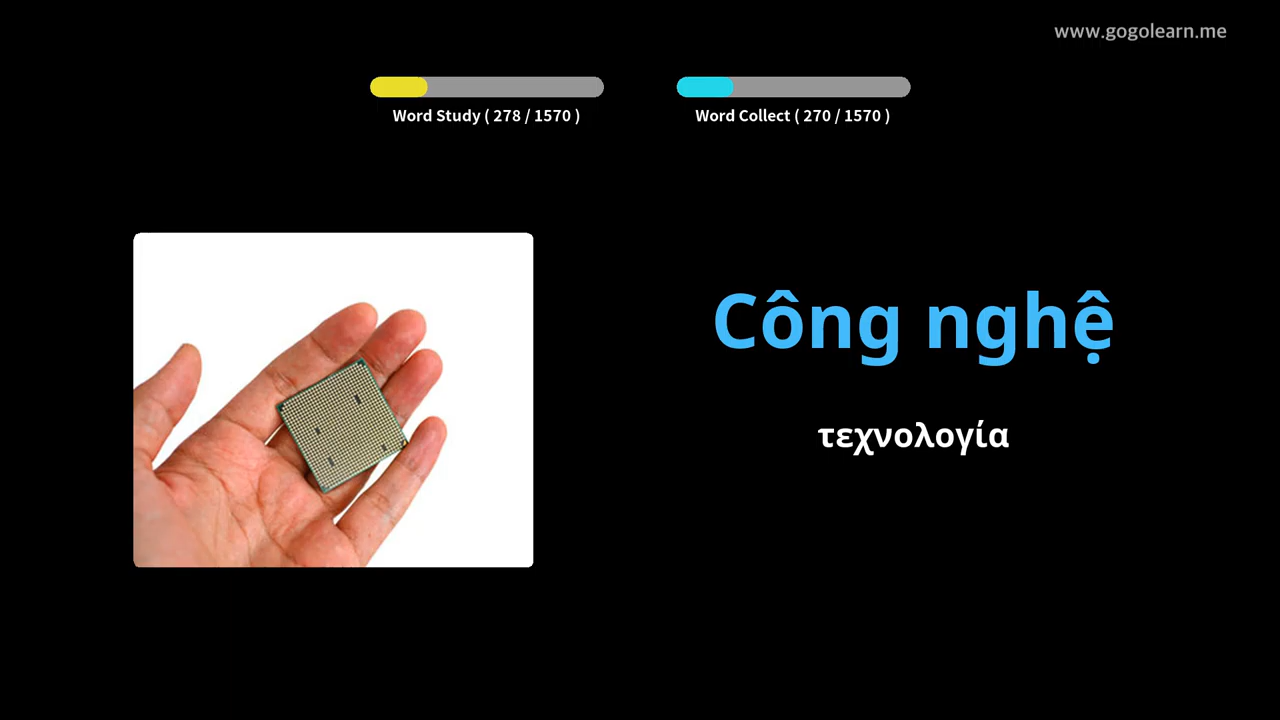 www.gogolearn.me
Word Study ( 278 / 1570 )
Word Collect ( 270 / 1570 )
Công nghệ
τεχνολογία